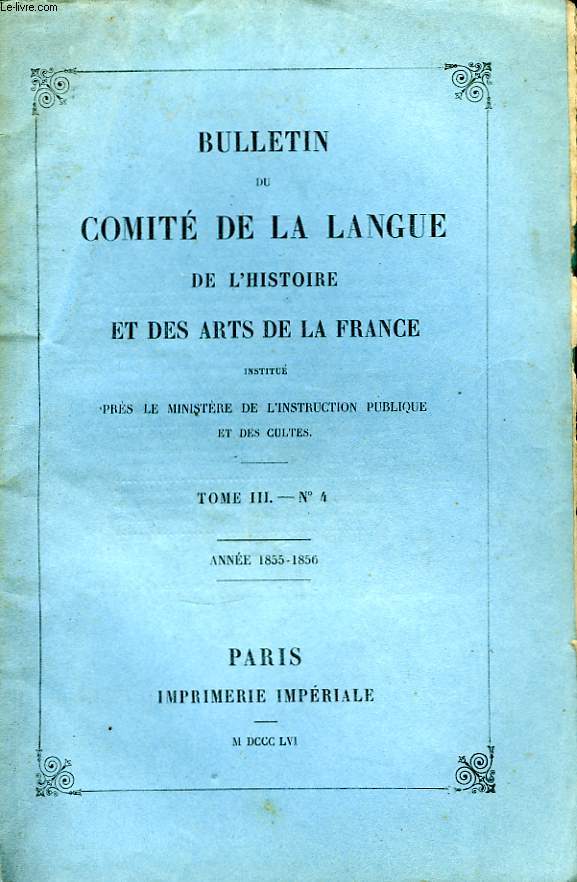 Le-livre.com
BULLETIN
DU
COMITÉ DE LA LANGUE
DE L'HISTOIRE
ET DES ARTS DE LA FRANCE
INSTITUÉ
PRÈS LE MINISTÈRE DE L'INSTRUCTION PUBLIQUE
ET DES CULTES.
TOME III. — N° 4
ANNÉE 1855-1856
PARIS
IMPRIMERIE IMPÉRIALE
M DCCC LVI